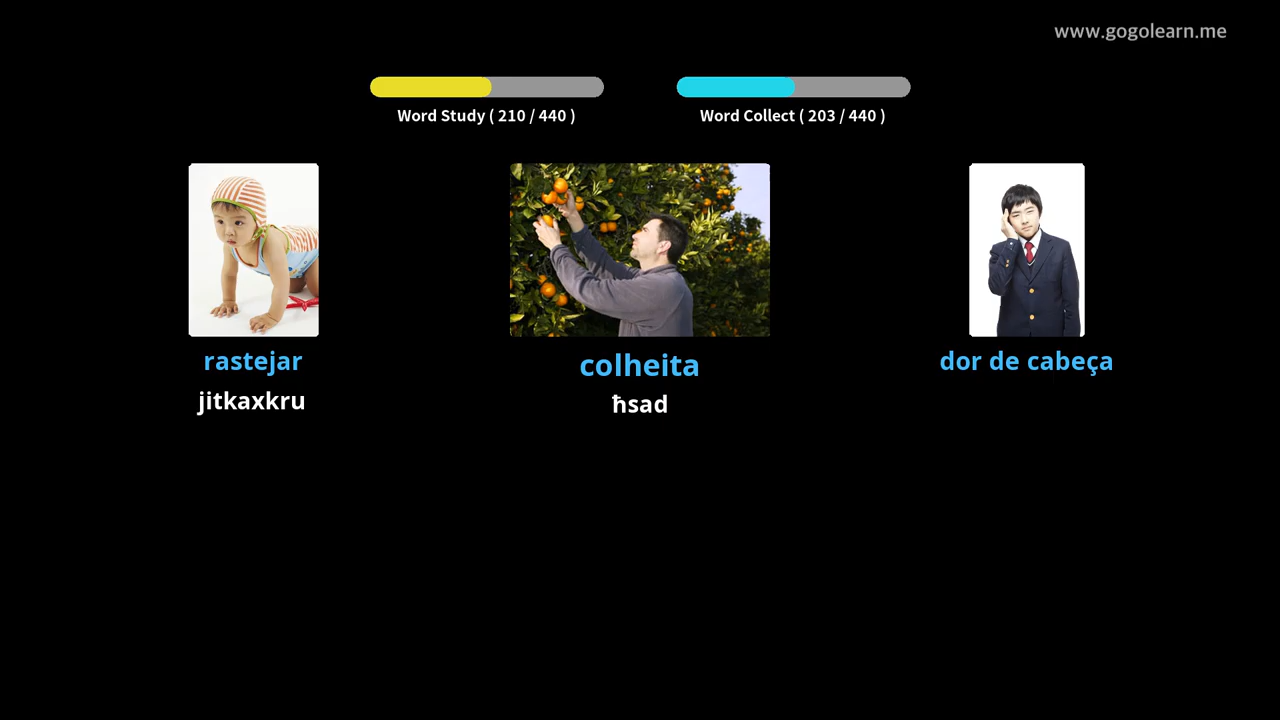 www.gogolearn.me
Word Study ( 210 / 440 )
Word Collect ( 203 / 440 )
rastejar
colheita
dor de cabeça
jitkaxkru
ħsad